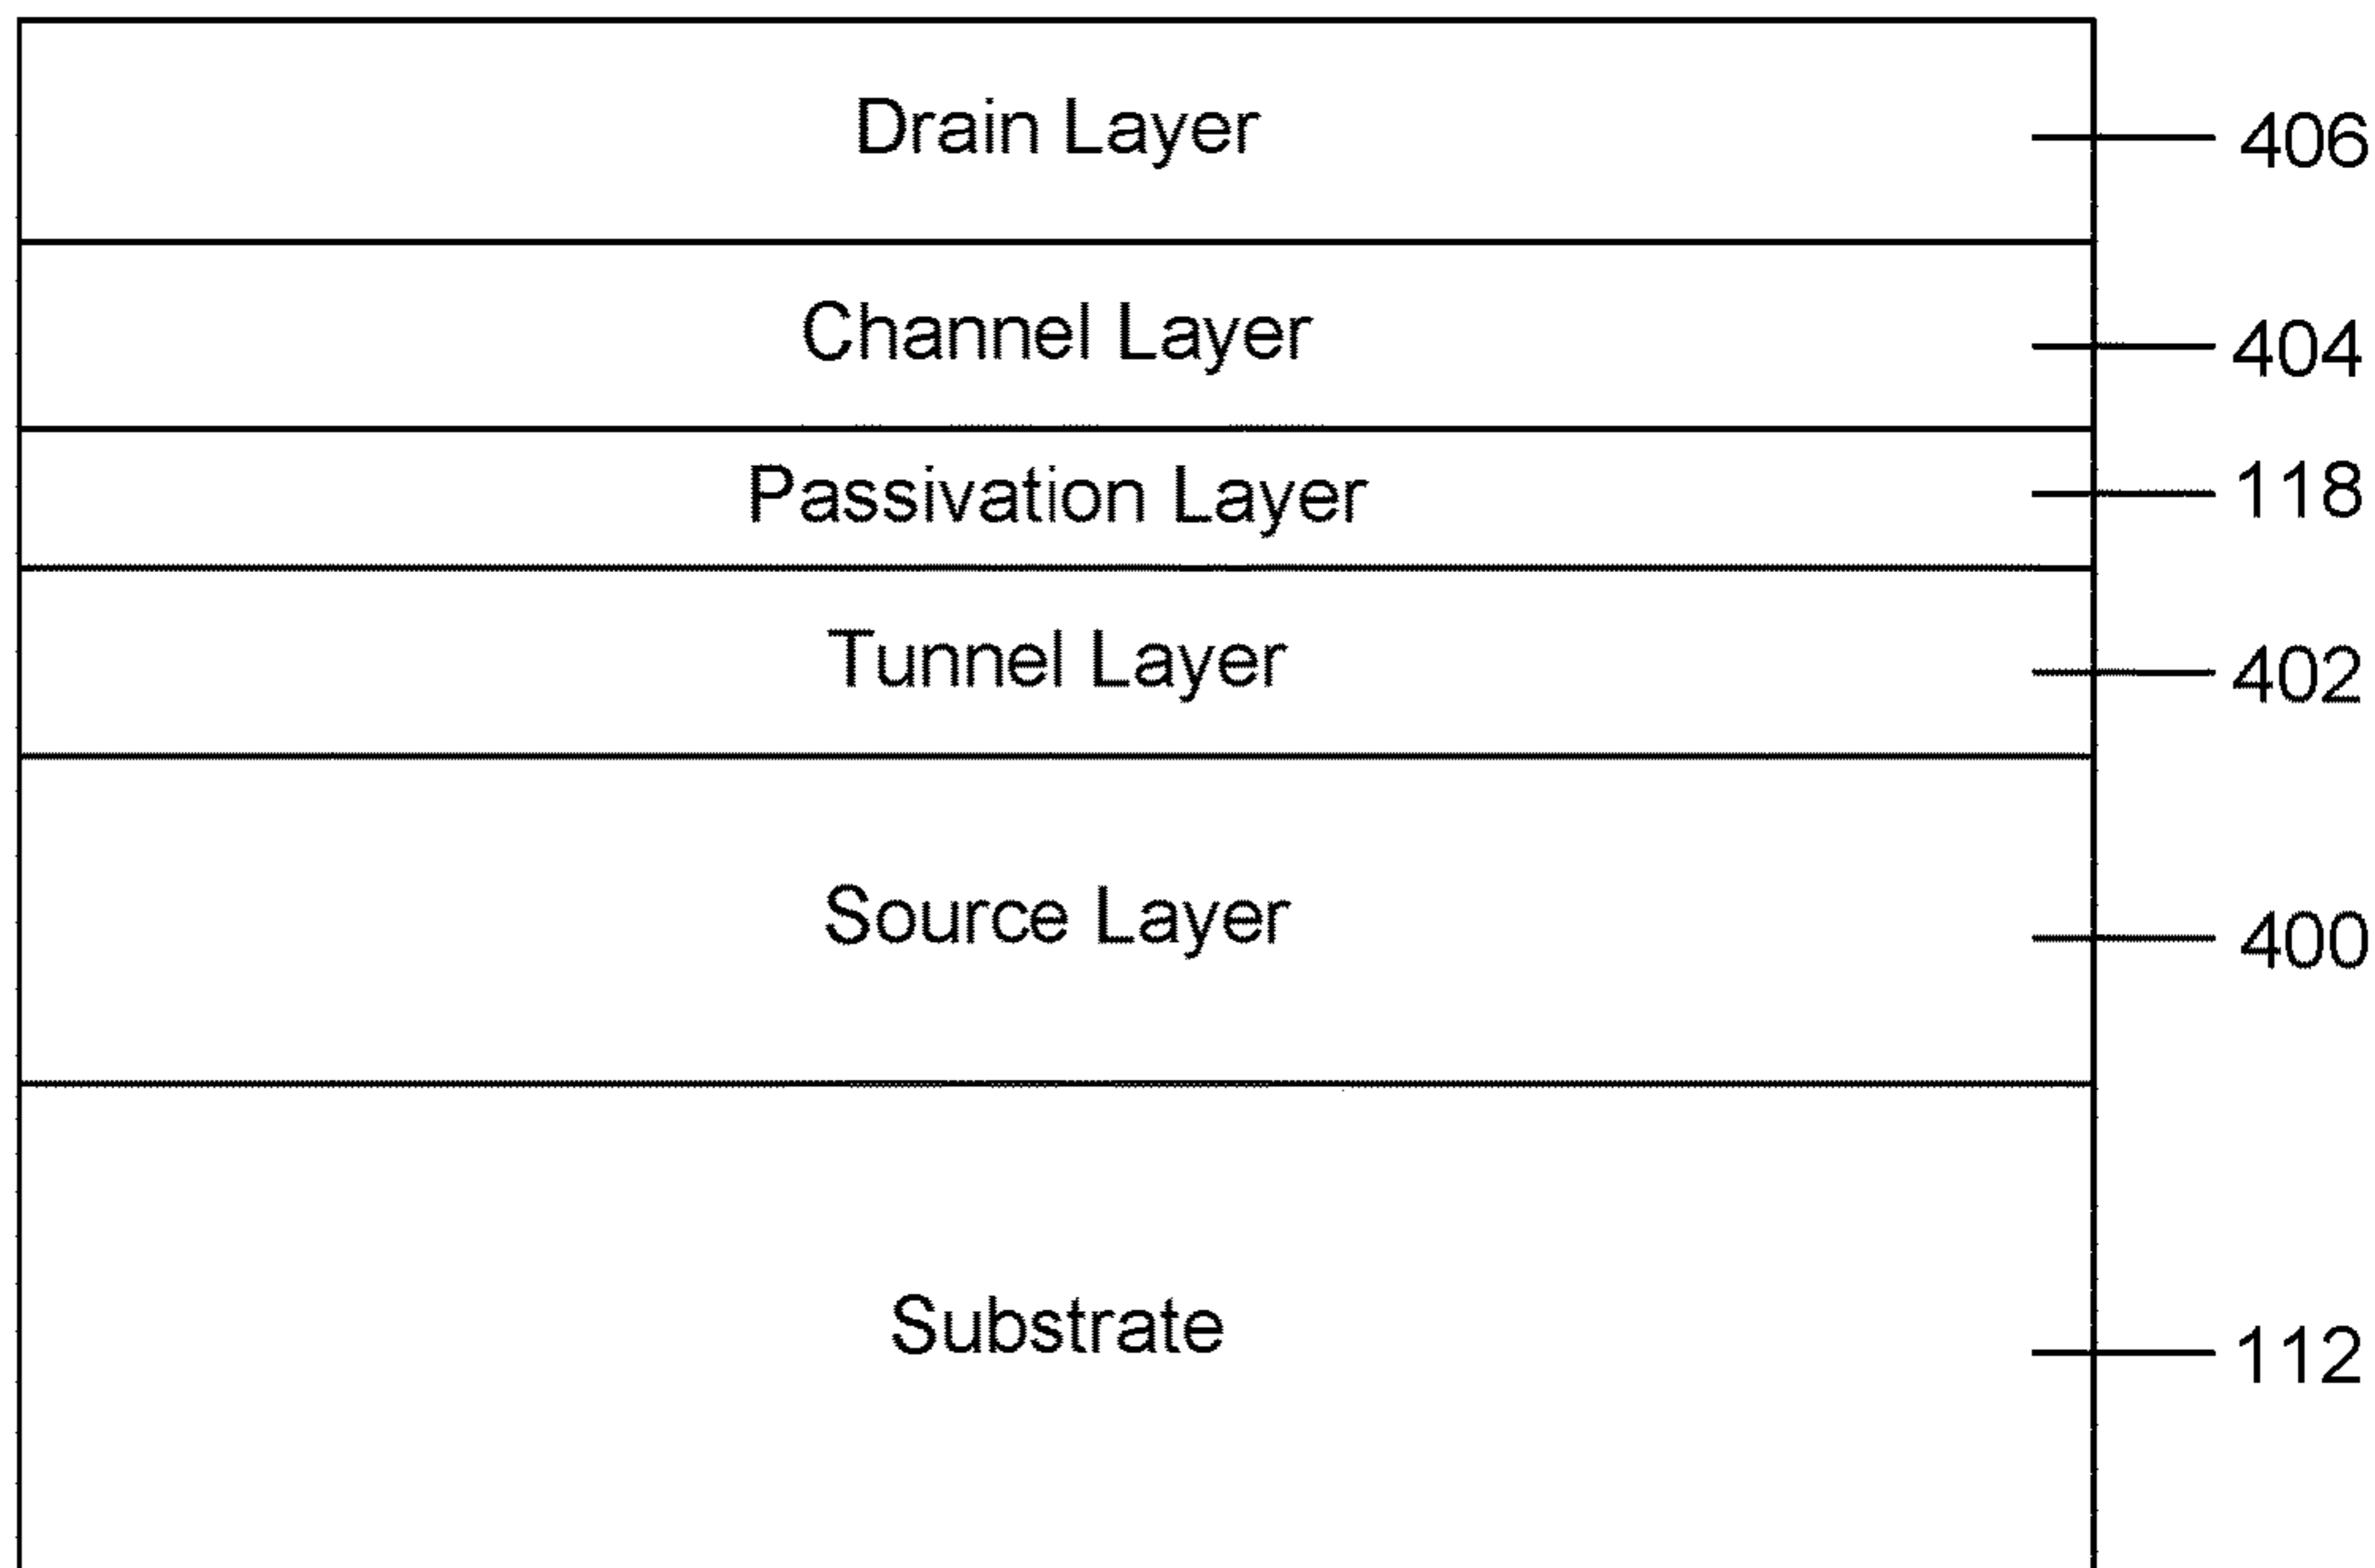 Drain Layer 406
Channel Layer 404
Passivation Layer 118
Tunnel Layer 402
Source Layer 400
Substrate 112